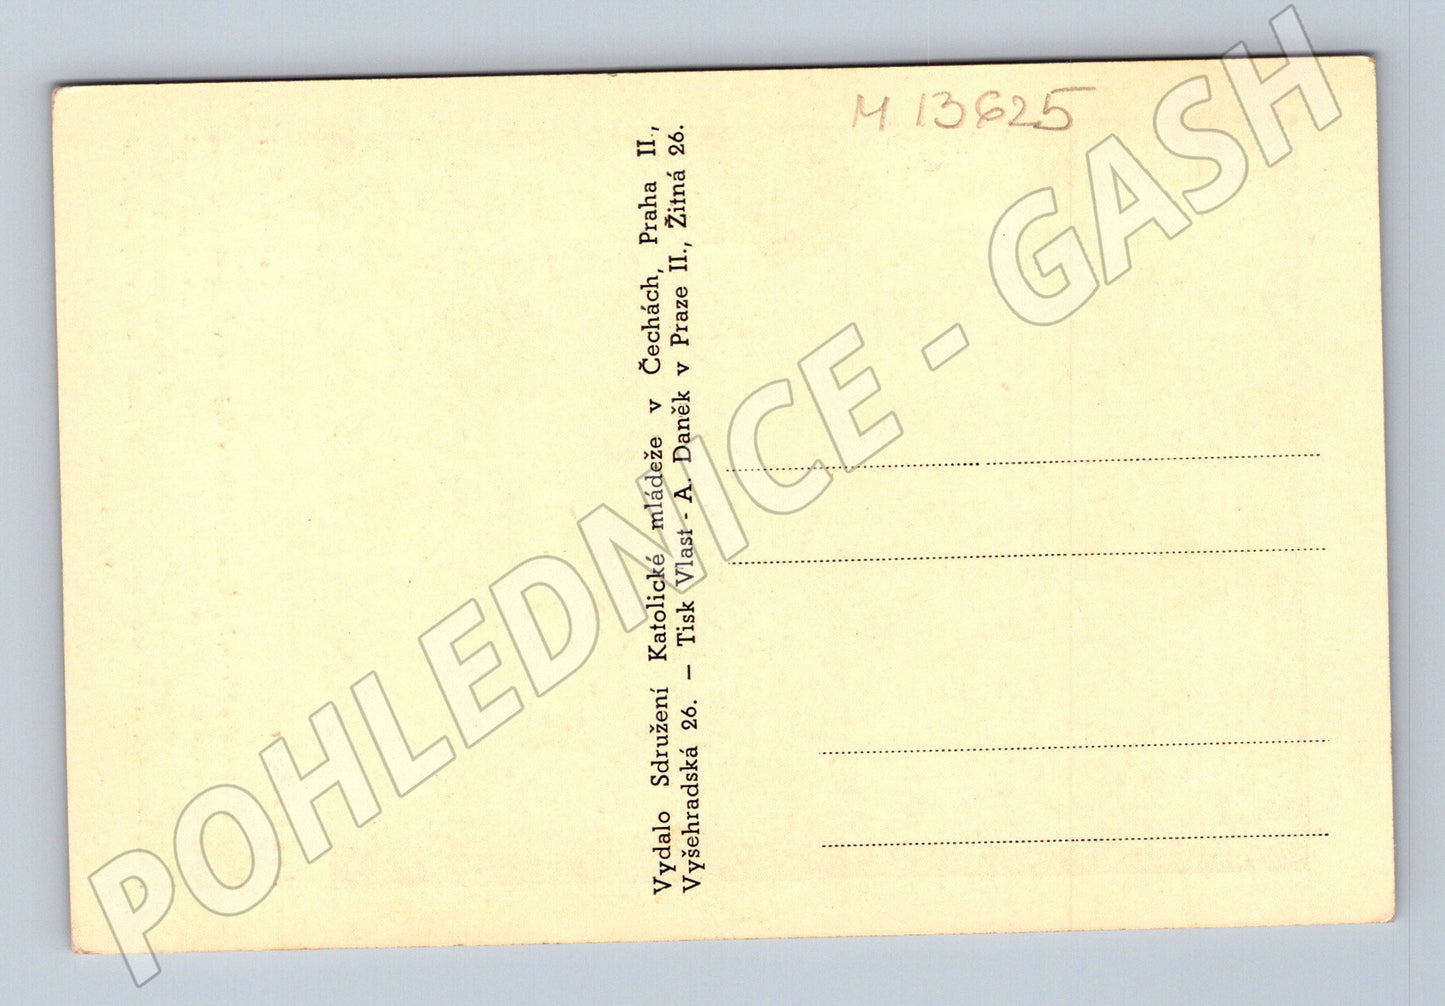 M 13625
Vydalo Sdružení Katolické mládeže v Čechách, Praha II.,
Vyšehradská 26. — Tisk Vlast - A. Daněk v Praze II., Žitná 26.
POHLEDNICE - GASH